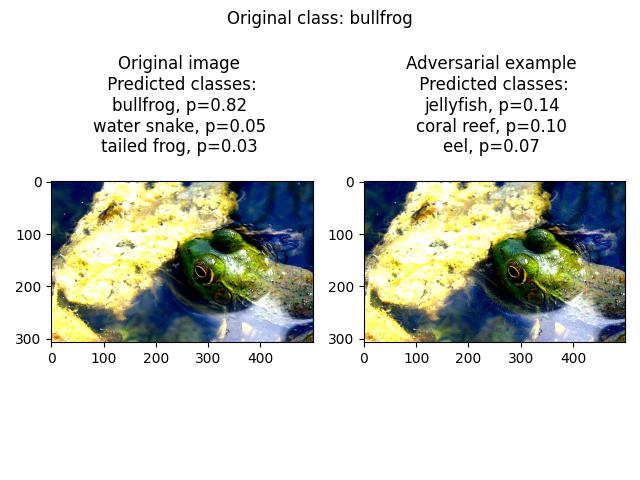 Original class: bullfrog
Original image
Predicted classes:
bullfrog, p=0.82
water snake, p=0.05
tailed frog, p=0.03
Adversarial example
Predicted classes:
jellyfish, p=0.14
coral reef, p=0.10
eel, p=0.07
0
100
200
300
0
100
200
300
400
0
100
200
300
0
100
200
300
400